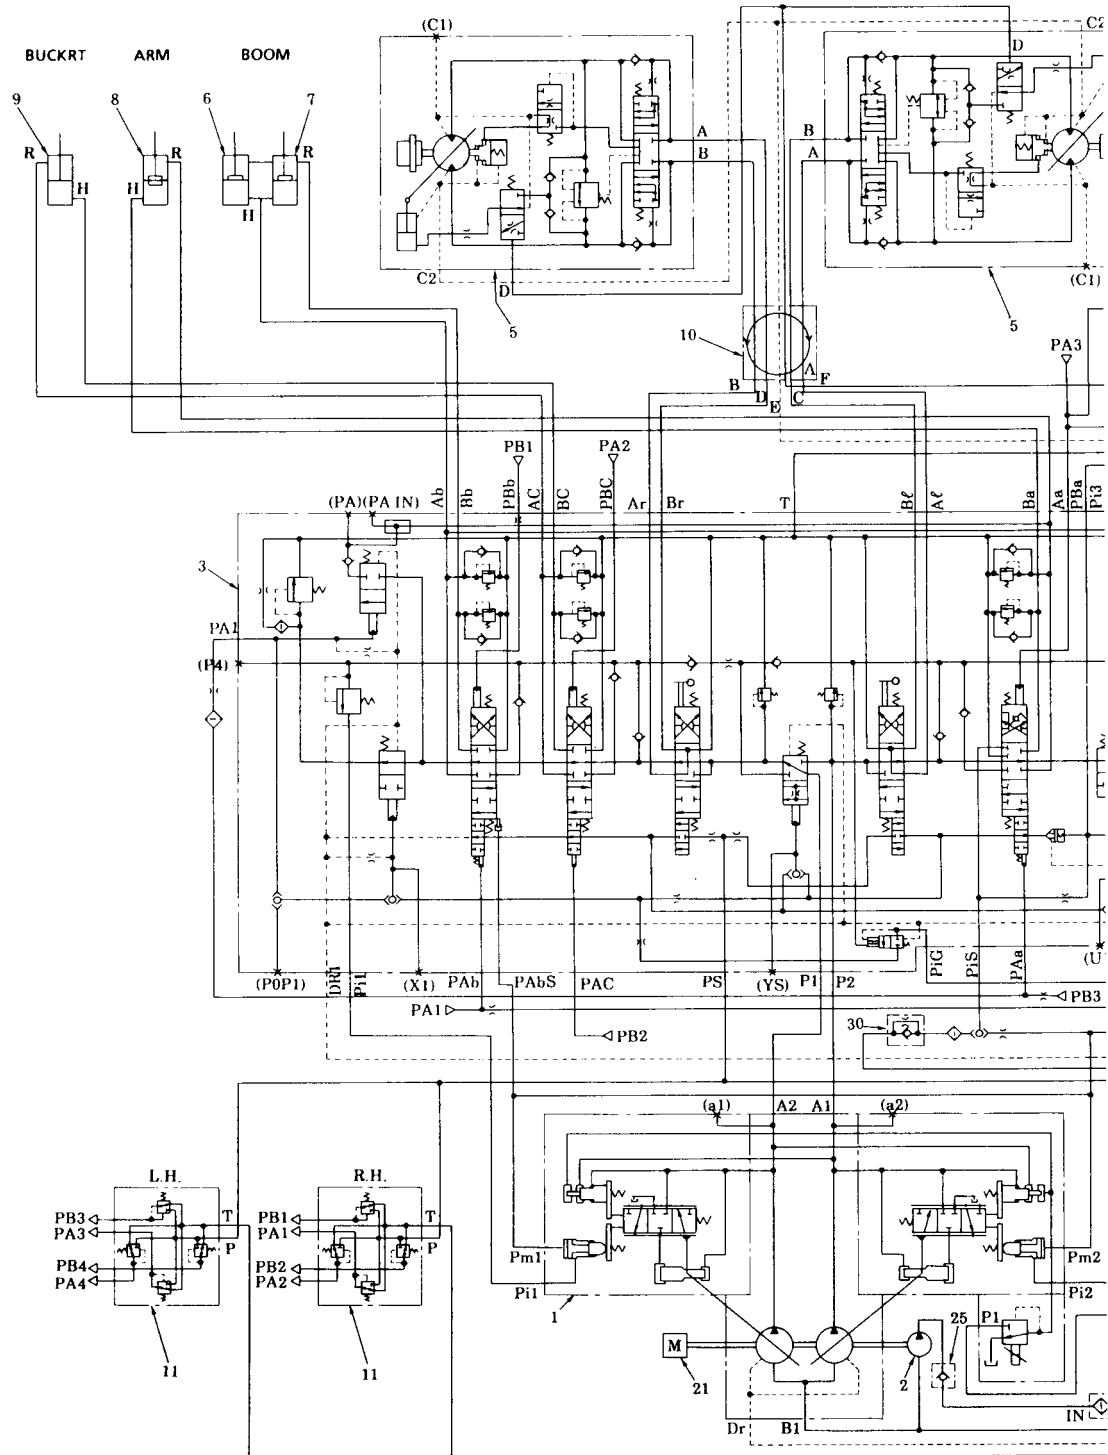 (C1)
C2
BUCKRT ARM BOOM
D
9 8 6 7
R R R
H H H
A B
B A
C2 D (C1)
5 5
10
PA3
A
B D E C F
PB1 PA2
(PA) (PA IN)
Ab Bb PBb AC BC PBC Ar Br T Bℓ Aℓ Ba Aa PBa Pi3
3
PA1
(P4)
(P0P1) DR1 Pi1 (X1) PAb PAbS PAC PS (YS) P1 P2 PiG PiS PAa (U
PA1 PB2 PB3
30
(a1) A2 A1 (a2)
L.H. R.H.
PB3 T PB1 T
PA3 P PA1 P
PB4 PB2
PA4 PA2
Pm1 Pm2
Pi1 Pi2
1
P1
25
11 11
M
21 2
IN
Dr B1